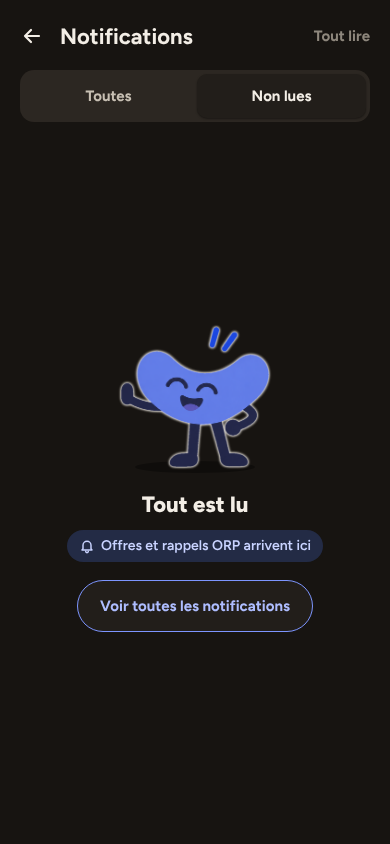 Notifications
Tout lire
Toutes
Non lues
Tout est lu
Offres et rappels ORP arrivent ici
Voir toutes les notifications